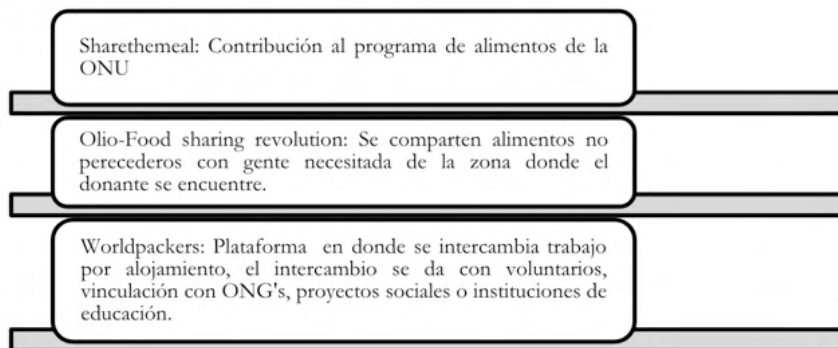 Sharethemeal: Contribución al programa de alimentos de la
ONU
Olio-Food sharing revolution: Se comparten alimentos no
perecederos con gente necesitada de la zona donde el
donante se encuentre.
Worldpackers: Plataforma en donde se intercambia trabajo
por alojamiento, el intercambio se da con voluntarios,
vinculación con ONG's, proyectos sociales o instituciones de
educación.